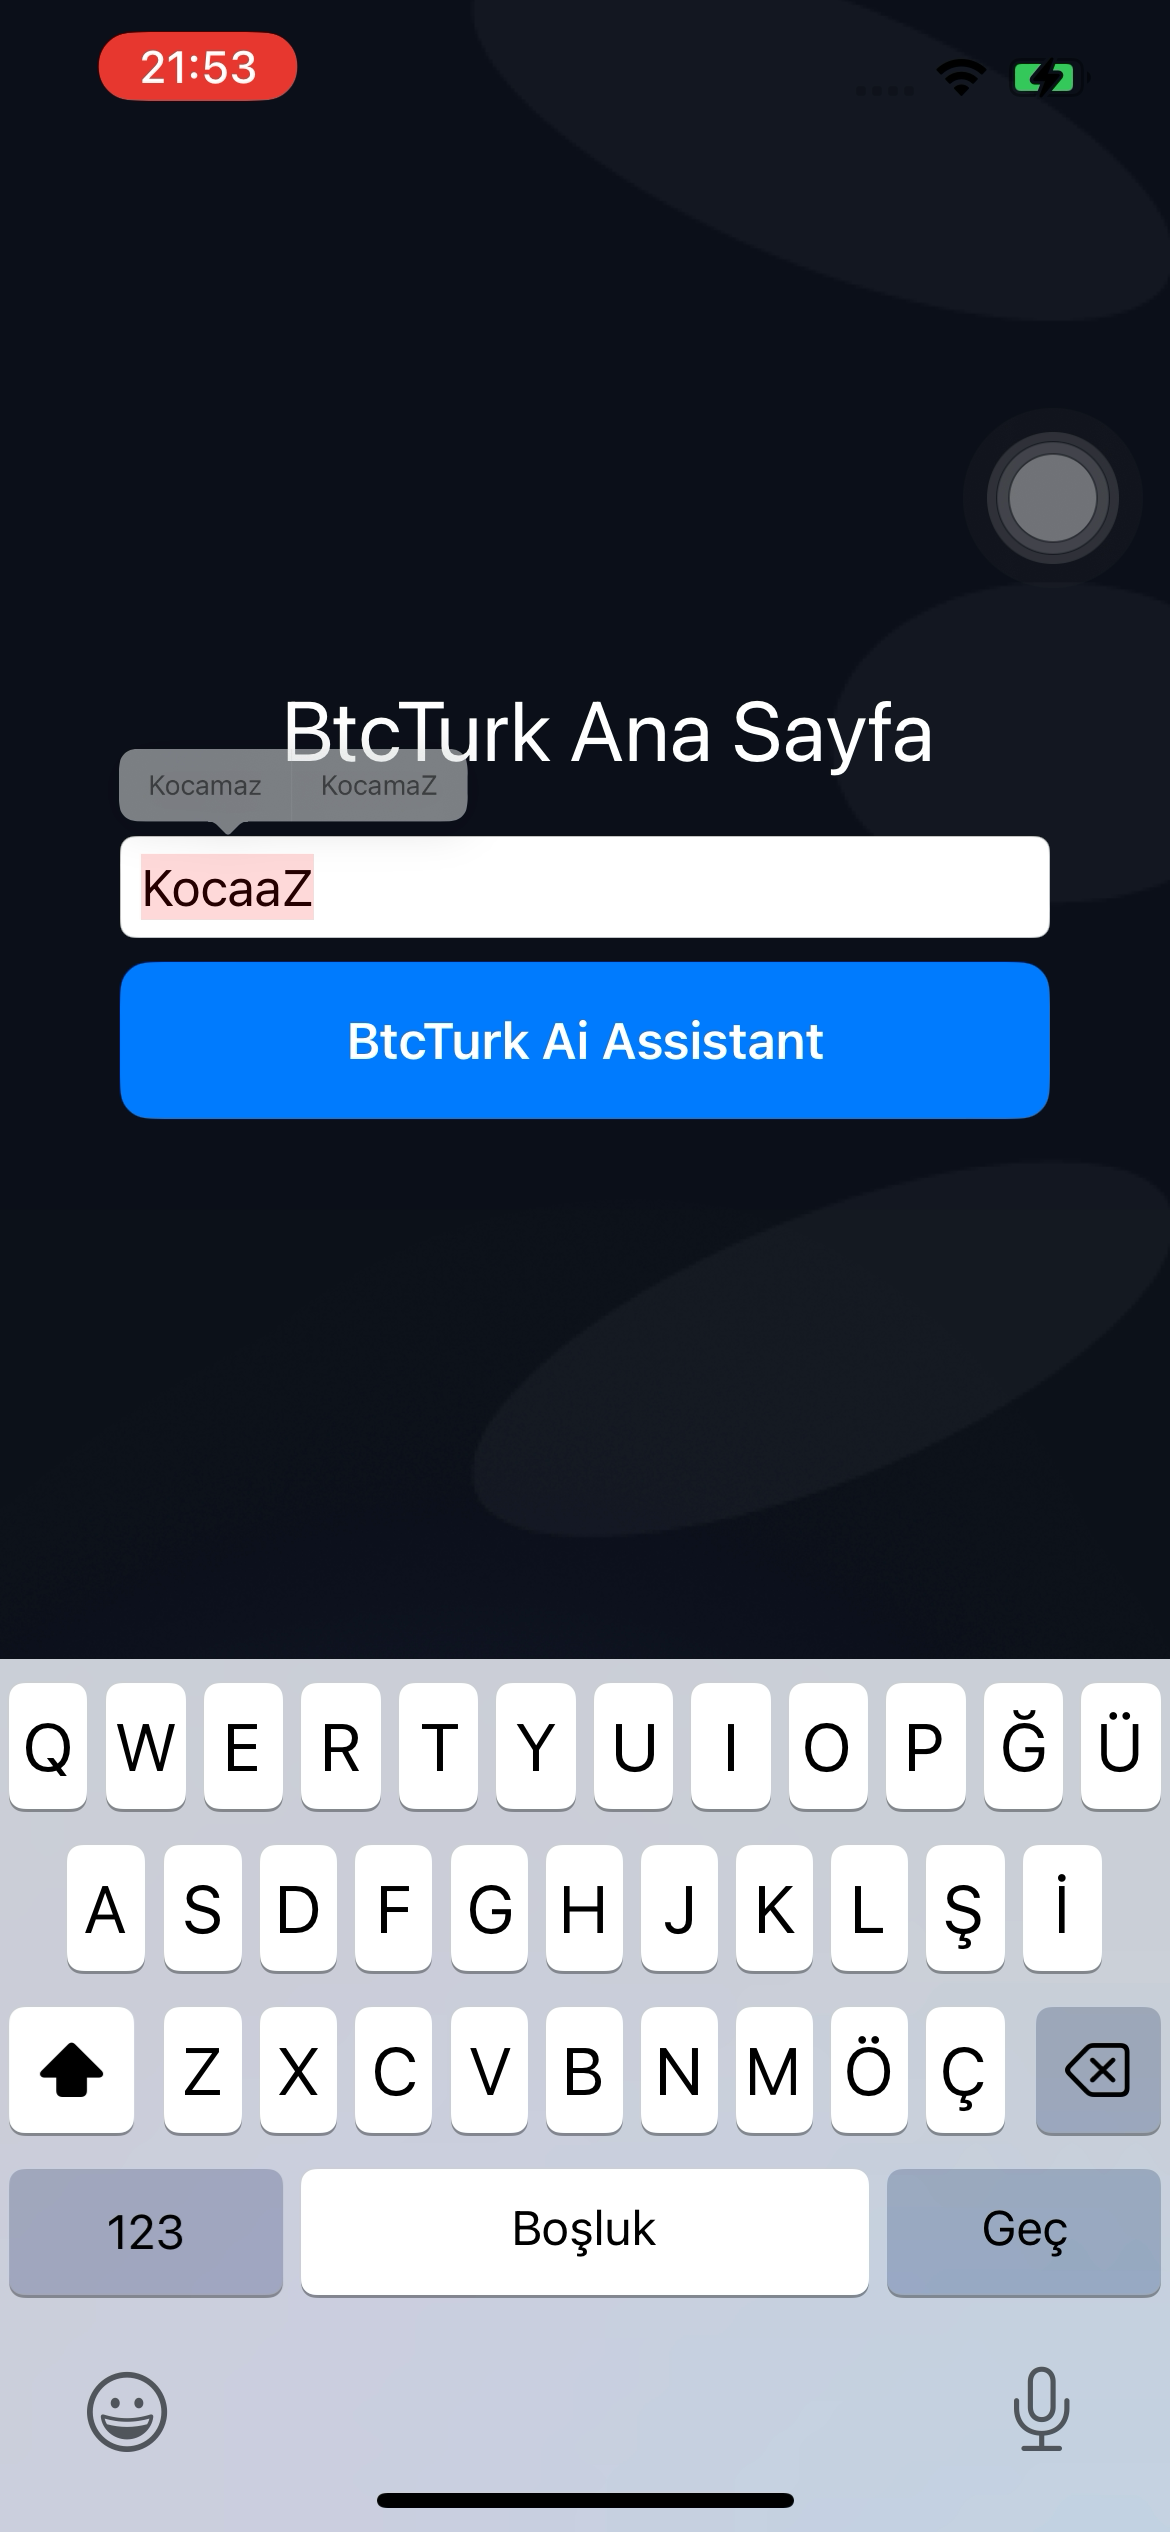 21:53
BtcTurk Ana Sayfa
Kocamaz KocamaZ
KocaaZ
BtcTurk Ai Assistant
Q W E R T Y U I O P Ğ Ü
A S D F G H J K L Ş İ
Z X C V B N M Ö Ç
123 Boşluk Geç